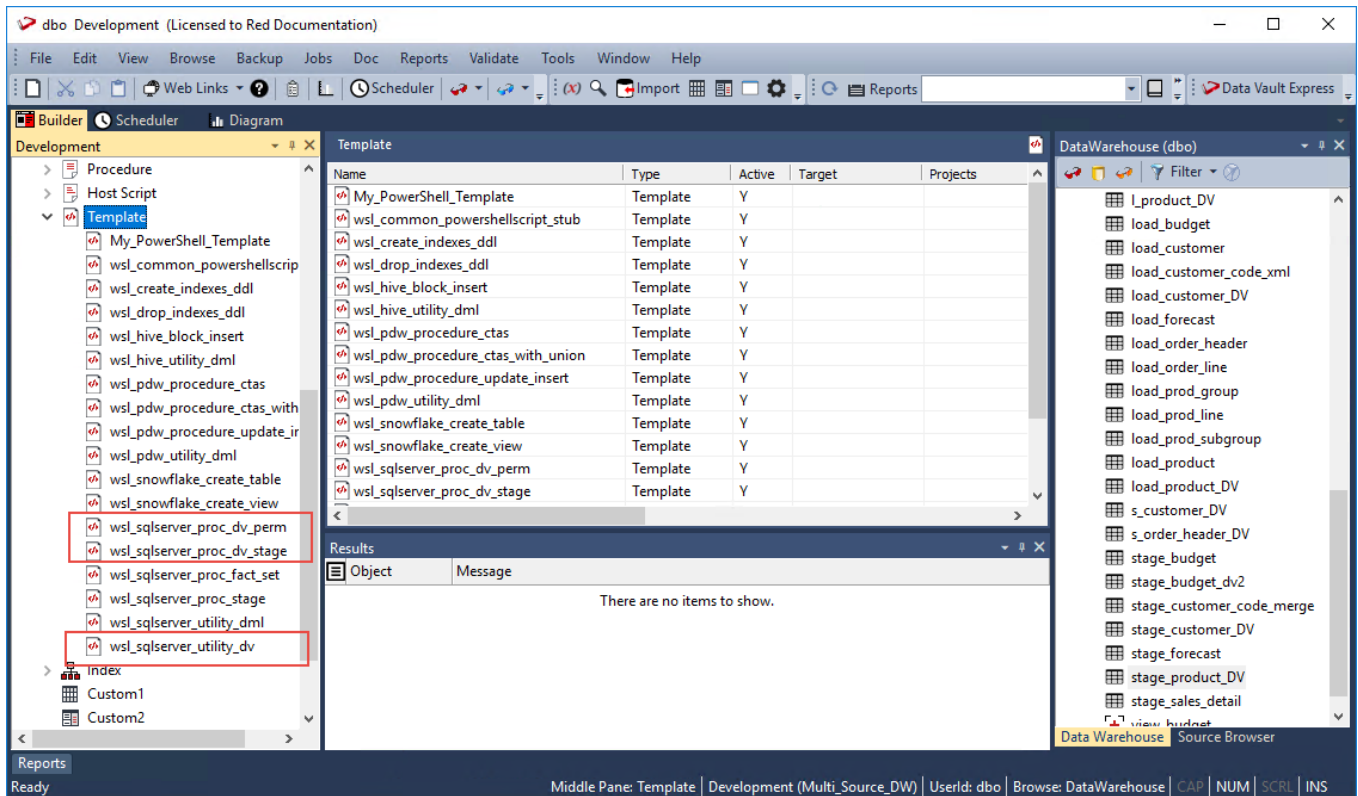 dbo Development (Licensed to Red Documentation)
File Edit View Browse Backup Jobs Doc Reports Validate Tools Window Help
Web Links Scheduler (x) Import Reports Data Vault Express
Builder Scheduler Diagram
Development
Procedure
Host Script
Template
My_PowerShell_Template
wsl_common_powershellscrip
wsl_create_indexes_ddl
wsl_drop_indexes_ddl
wsl_hive_block_insert
wsl_hive_utility_dml
wsl_pdw_procedure_ctas
wsl_pdw_procedure_ctas_with
wsl_pdw_procedure_update_ir
wsl_pdw_utility_dml
wsl_snowflake_create_table
wsl_snowflake_create_view
wsl_sqlserver_proc_dv_perm
wsl_sqlserver_proc_dv_stage
wsl_sqlserver_proc_fact_set
wsl_sqlserver_proc_stage
wsl_sqlserver_utility_dml
wsl_sqlserver_utility_dv
Index
Custom1
Custom2
Template
Name Type Active Target Projects
My_PowerShell_Template Template Y
wsl_common_powershellscript_stub Template Y
wsl_create_indexes_ddl Template Y
wsl_drop_indexes_ddl Template Y
wsl_hive_block_insert Template Y
wsl_hive_utility_dml Template Y
wsl_pdw_procedure_ctas Template Y
wsl_pdw_procedure_ctas_with_union Template Y
wsl_pdw_procedure_update_insert Template Y
wsl_pdw_utility_dml Template Y
wsl_snowflake_create_table Template Y
wsl_snowflake_create_view Template Y
wsl_sqlserver_proc_dv_perm Template Y
wsl_sqlserver_proc_dv_stage Template Y
Results
Object Message
There are no items to show.
DataWarehouse (dbo)
Filter
l_product_DV
load_budget
load_customer
load_customer_code_xml
load_customer_DV
load_forecast
load_order_header
load_order_line
load_prod_group
load_prod_line
load_prod_subgroup
load_product
load_product_DV
s_customer_DV
s_order_header_DV
stage_budget
stage_budget_dv2
stage_customer_code_merge
stage_customer_DV
stage_forecast
stage_product_DV
stage_sales_detail
view_budget
Data Warehouse Source Browser
Reports
Ready Middle Pane: Template Development (Multi_Source_DW) UserId: dbo Browse: DataWarehouse CAP NUM SCRL INS